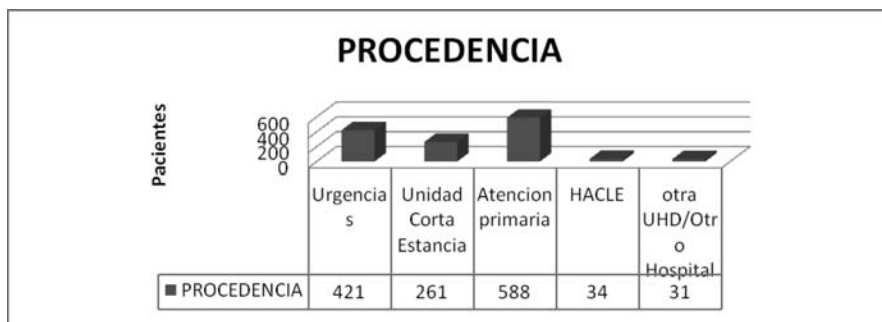 PROCEDENCIA
Pacientes
600
400
200
0
Urgencia
s
Unidad
Corta
Estancia
Atencion
primaria
HACLE
otra
UHD/Otr
o
Hospital
PROCEDENCIA 421 261 588 34 31